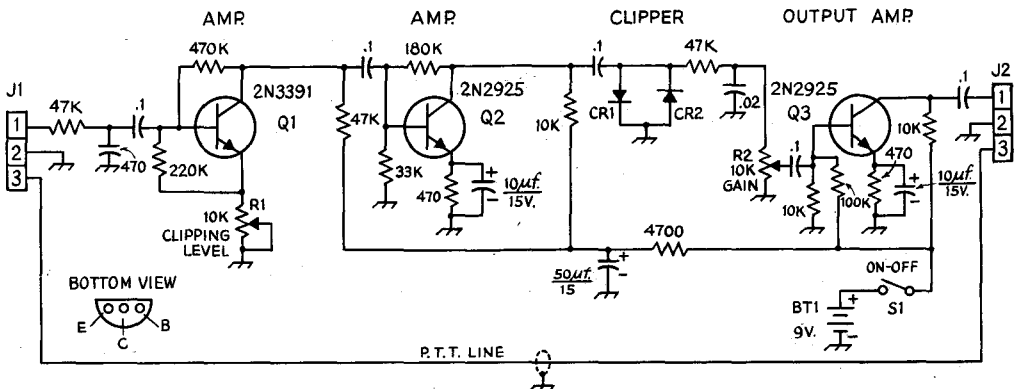 AMP. AMP. CLIPPER OUTPUT AMP.
470K .1 180K .1 47K
J1 2N3391 2N2925 2N2925 .1 J2
47K .1 Q1 47K Q2 10K CR1 CR2 .02 Q3
1 1
2 470 220K 33K 470 10µf. 15V. R2 10K GAIN .1 10K 470 10µf. 15V. 2
3 10K 100K 3
R1 10K CLIPPING LEVEL
4700
50µf. 15
ON-OFF
BOTTOM VIEW
BT1 + S1
E B
C 9V.
P.T.T. LINE